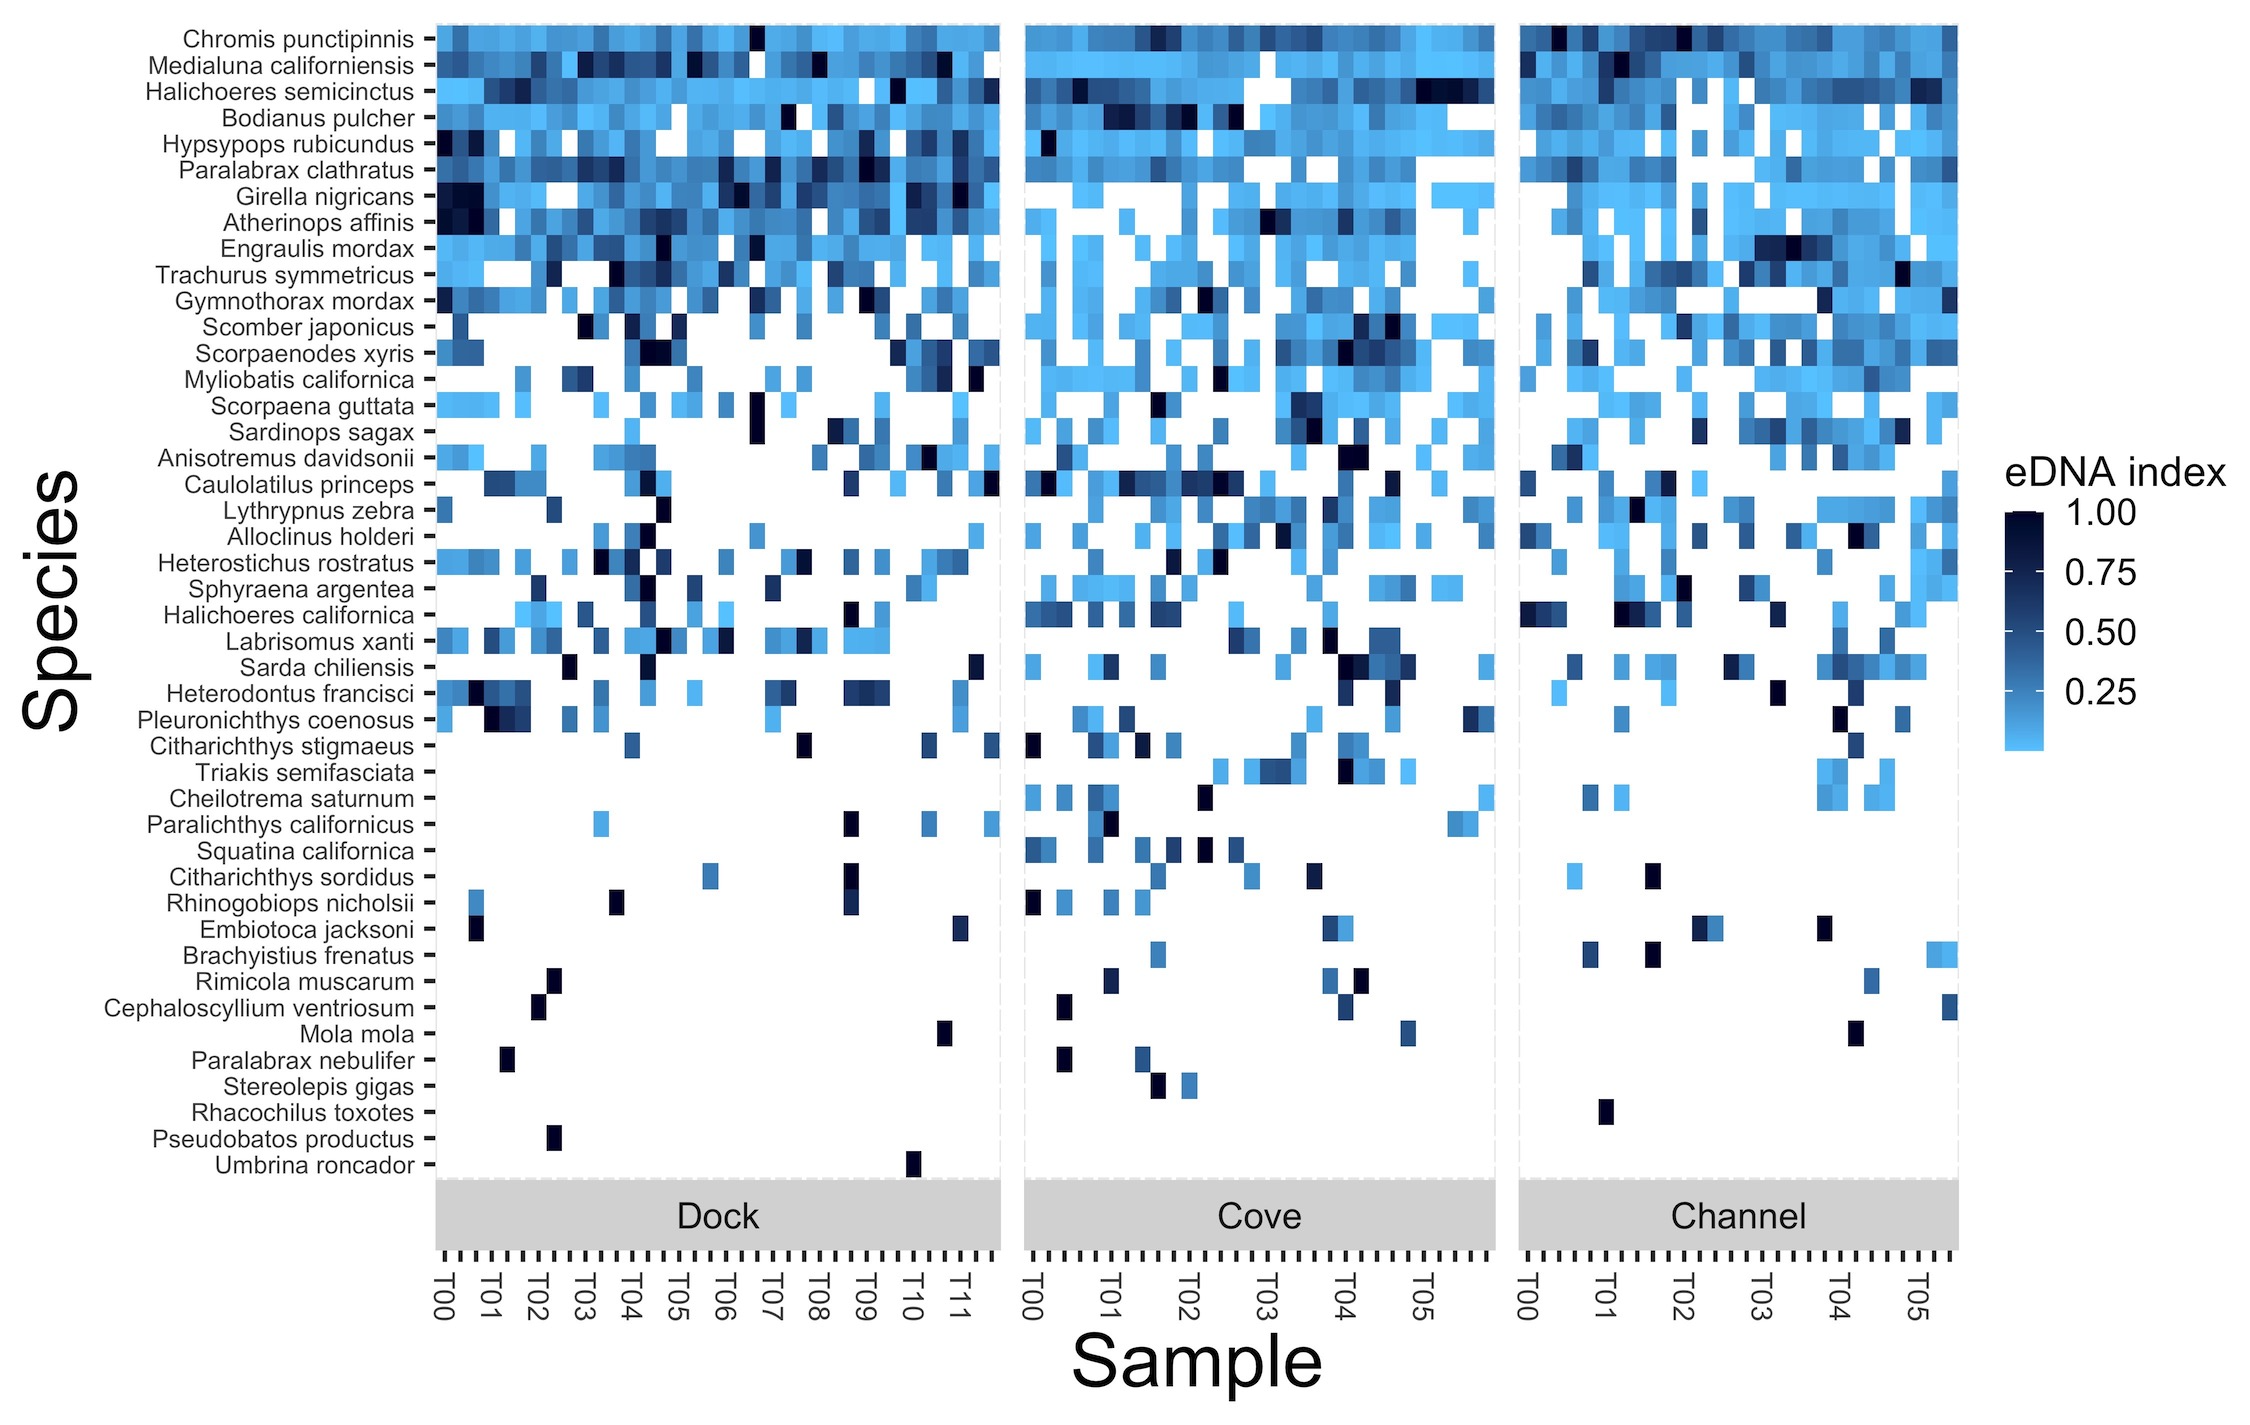 Species
Chromis punctipinnis
Medialuna californiensis
Halichoeres semicinctus
Bodianus pulcher
Hypsypops rubicundus
Paralabrax clathratus
Girella nigricans
Atherinops affinis
Engraulis mordax
Trachurus symmetricus
Gymnothorax mordax
Scomber japonicus
Scorpaenodes xyris
Myliobatis californica
Scorpaena guttata
Sardinops sagax
Anisotremus davidsonii
Caulolatilus princeps
Lythrypnus zebra
Alloclinus holderi
Heterostichus rostratus
Sphyraena argentea
Halichoeres californica
Labrisomus xanti
Sarda chiliensis
Heterodontus francisci
Pleuronichthys coenosus
Citharichthys stigmaeus
Triakis semifasciata
Cheilotrema saturnum
Paralichthys californicus
Squatina californica
Citharichthys sordidus
Rhinogobiops nicholsii
Embiotoca jacksoni
Brachyistius frenatus
Rimicola muscarum
Cephaloscyllium ventriosum
Mola mola
Paralabrax nebulifer
Stereolepis gigas
Rhacochilus toxotes
Pseudobatos productus
Umbrina roncador
Dock Cove Channel
T00 T01 T02 T03 T04 T05 T06 T07 T08 T09 T10 T11 T00 T01 T02 T03 T04 T05 T00 T01 T02 T03 T04 T05
Sample
eDNA index
1.00
0.75
0.50
0.25